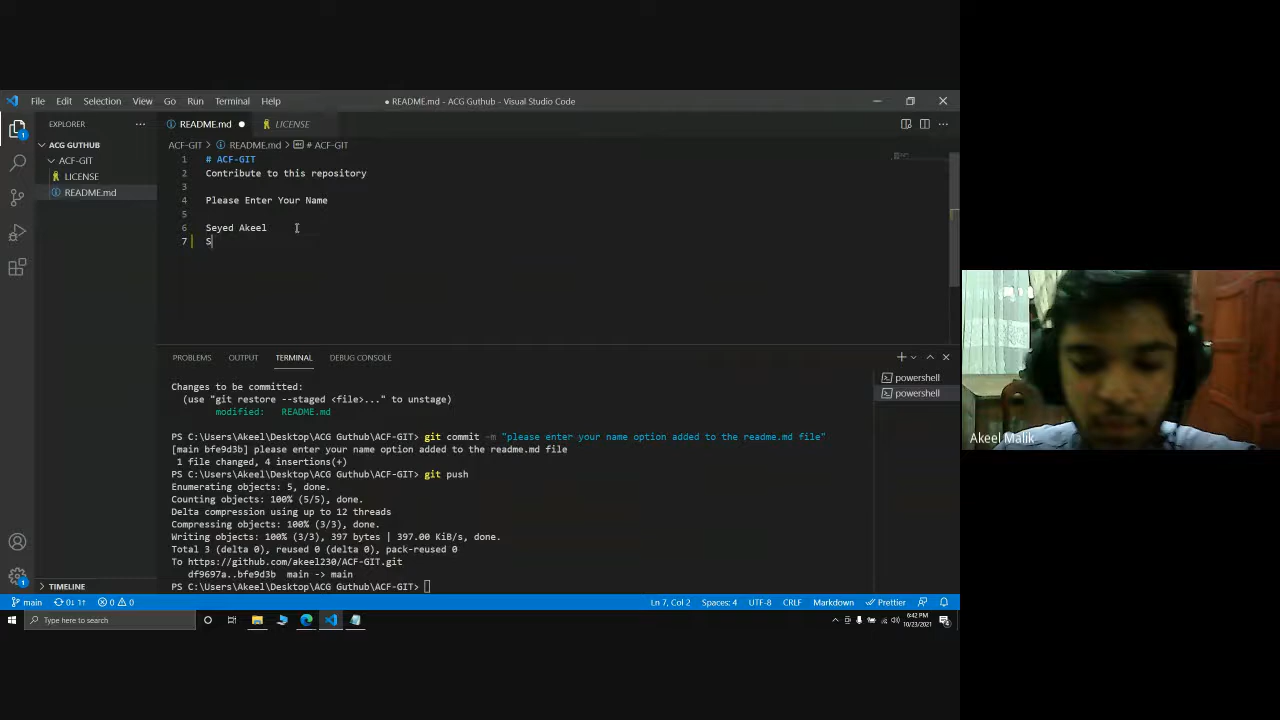 File Edit Selection View Go Run Terminal Help
● README.md - ACG Guthub - Visual Studio Code
EXPLORER
README.md ●
LICENSE
ACG GUTHUB
ACF-GIT > README.md > # ACF-GIT
ACF-GIT
LICENSE
README.md
1 # ACF-GIT
2 Contribute to this repository
3
4 Please Enter Your Name
5
6 Seyed Akeel
7 S
PROBLEMS OUTPUT TERMINAL DEBUG CONSOLE
powershell
powershell
Changes to be committed:
(use "git restore --staged <file>..." to unstage)
modified: README.md
PS C:\Users\Akeel\Desktop\ACG Guthub\ACF-GIT> git commit -m "please enter your name option added to the readme.md file"
[main bfe9d3b] please enter your name option added to the readme.md file
1 file changed, 4 insertions(+)
PS C:\Users\Akeel\Desktop\ACG Guthub\ACF-GIT> git push
Enumerating objects: 5, done.
Counting objects: 100% (5/5), done.
Delta compression using up to 12 threads
Compressing objects: 100% (3/3), done.
Writing objects: 100% (3/3), 397 bytes | 397.00 KiB/s, done.
Total 3 (delta 0), reused 0 (delta 0), pack-reused 0
To https://github.com/akeel230/ACF-GIT.git
df9697a..bfe9d3b main -> main
PS C:\Users\Akeel\Desktop\ACG Guthub\ACF-GIT>
TIMELINE
main 0↓ 1↑ 0 0 Ln 7, Col 2 Spaces: 4 UTF-8 CRLF Markdown Prettier
Type here to search
6:42 PM
10/23/2021
Akeel Malik